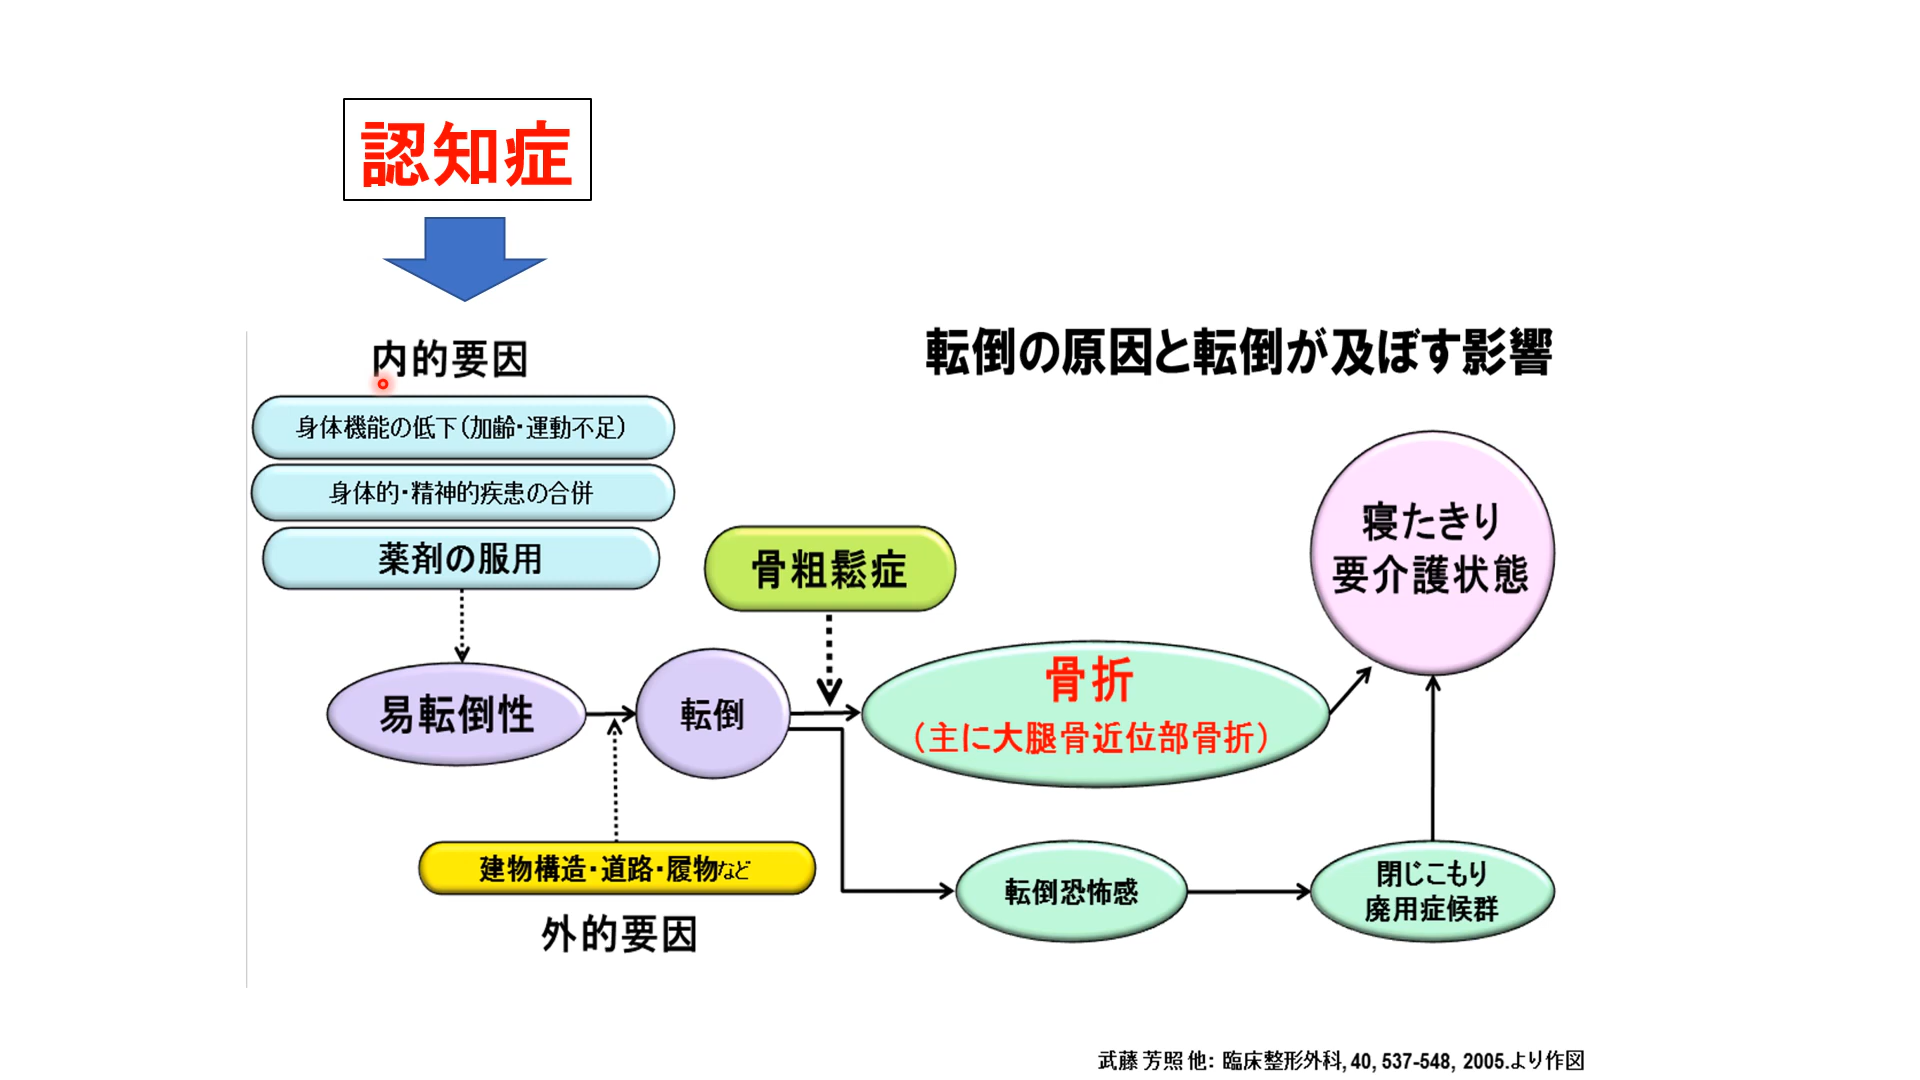 認知症
内的要因
転倒の原因と転倒が及ぼす影響
身体機能の低下(加齢・運動不足)
身体的・精神的疾患の合併
薬剤の服用
骨粗鬆症
寝たきり
要介護状態
易転倒性
転倒
骨折
(主に大腿骨近位部骨折)
建物構造・道路・履物など
外的要因
転倒恐怖感
閉じこもり
廃用症候群
武藤 芳照 他: 臨床整形外科, 40, 537-548, 2005.より作図